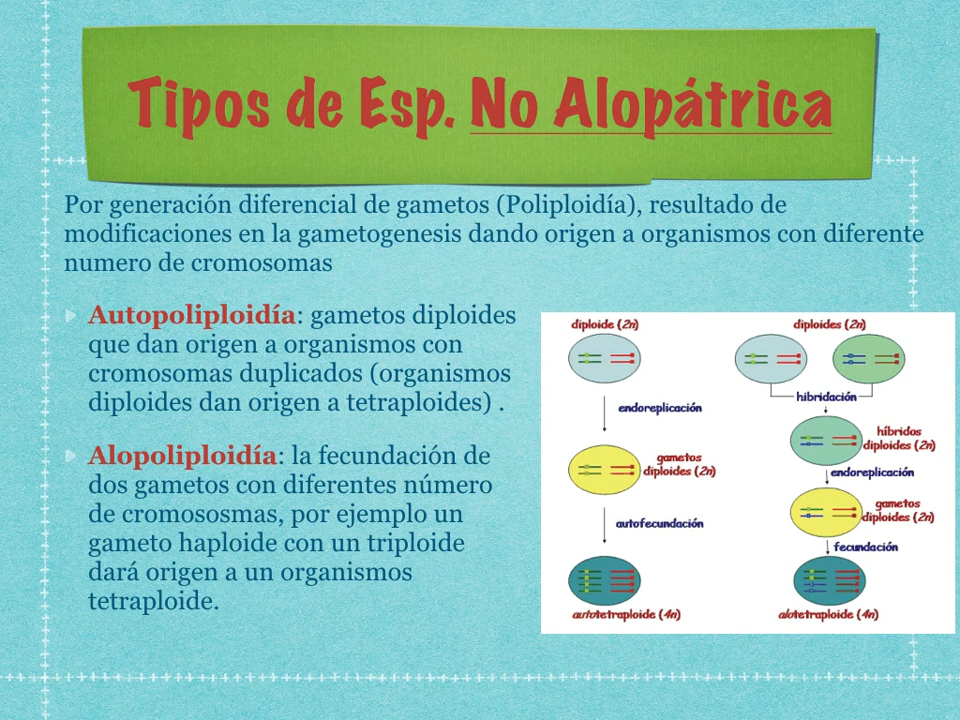 Tipos de Esp. No Alopátrica
Por generación diferencial de gametos (Poliploidía), resultado de
modificaciones en la gametogenesis dando origen a organismos con diferente
numero de cromosomas
Autopoliploidía: gametos diploides
que dan origen a organismos con
cromosomas duplicados (organismos
diploides dan origen a tetraploides) .
Alopoliploidía: la fecundación de
dos gametos con diferentes número
de cromososmas, por ejemplo un
gameto haploide con un triploide
dará origen a un organismos
tetraploide.
diploide (2n)
endoreplicación
gametos
diploides (2n)
autofecundación
autotetraploide (4n)
diploides (2n)
hibridación
híbridos
diploides (2n)
endoreplicación
gametos
diploides (2n)
fecundación
alotetraploide (4n)